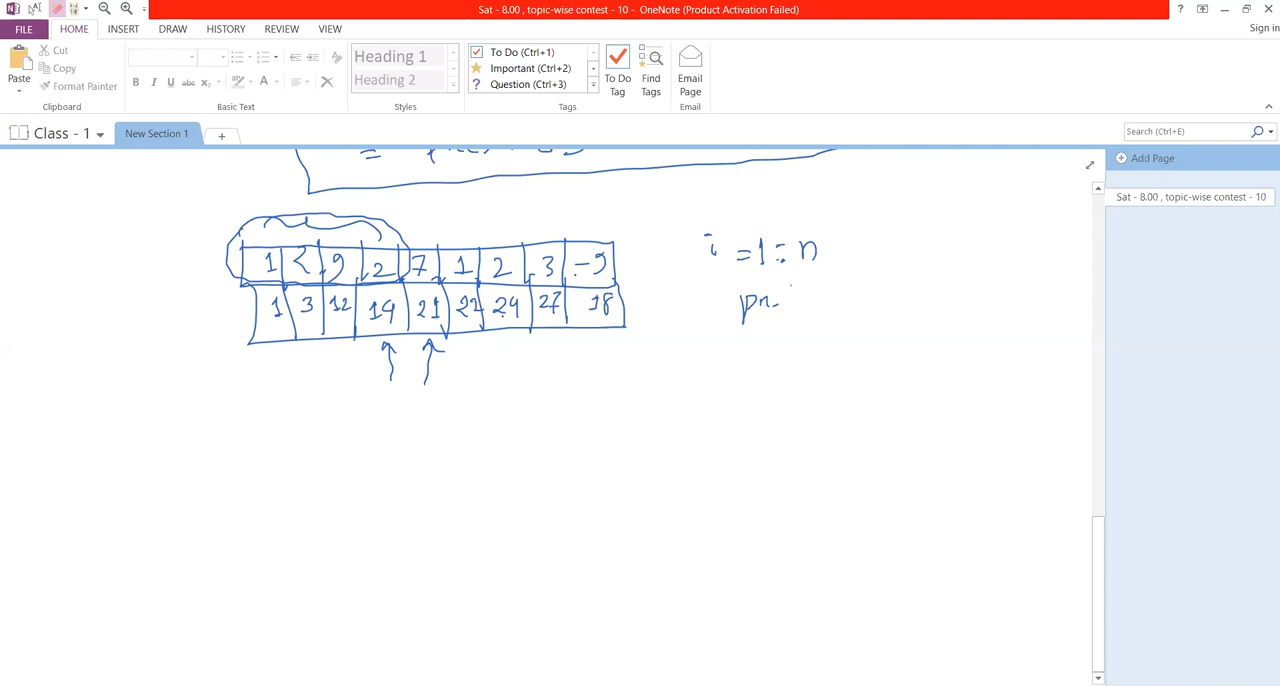 Sat - 8.00 , topic-wise contest - 10 - OneNote (Product Activation Failed)
FILE HOME INSERT DRAW HISTORY REVIEW VIEW
Sign in
Paste
Cut
Copy
Format Painter
Clipboard
B I U abc X₂ A
Basic Text
Heading 1
Heading 2
Styles
To Do (Ctrl+1)
Important (Ctrl+2)
? Question (Ctrl+3)
To Do Tag
Find Tags
Tags
Email Page
Email
Class - 1
New Section 1
Search (Ctrl+E)
Add Page
Sat - 8.00 , topic-wise contest - 10
1 2 9 2 7 1 2 3 -9
i = 1 : n
1 3 12 14 21 22 24 27 18